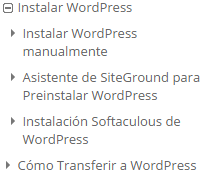 Instalar WordPress
Instalar WordPress
manualmente
Asistente de SiteGround para
Preinstalar WordPress
Instalación Softaculous de
WordPress
Cómo Transferir a WordPress